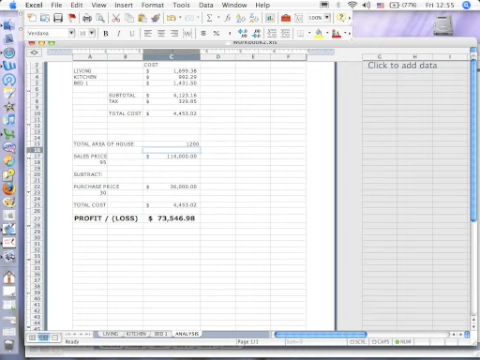 Excel File Edit View Insert Format Tools Data Window Help (77%) Fri 12:55
100%
Verdana
C G H I
COST
Click to add data
LIVING $ 1,699.38
KITCHEN $ 992.29
BED 1 $ 1,431.50
SUBTOTAL $ 4,123.16
TAX $ 329.85
TOTAL COST $ 4,453.02
TOTAL AREA OF HOUSE 1200
SALES PRICE $ 114,000.00
95
SUBTRACT:
PURCHASE PRICE $ 36,000.00
30
TOTAL COST $ 4,453.02
PROFIT / (LOSS) $ 73,546.98
LIVING KITCHEN BED 1 ANALYSIS
Ready Page 1/1 SCRL CAPS NUM